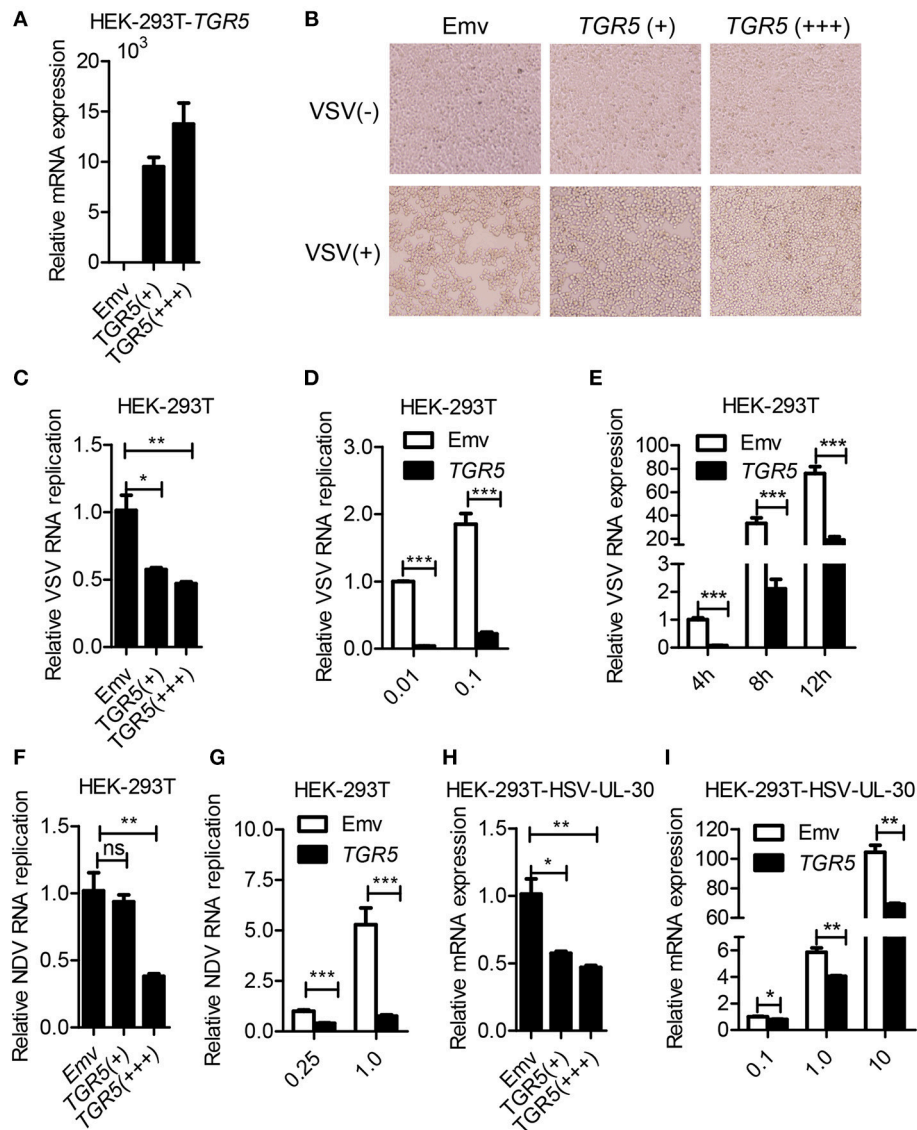 A
HEK-293T-TGR5
10³
Relative mRNA expression
20
15
10
5
0
Emv
TGR5(+)
TGR5(+++)
B
Emv
TGR5 (+)
TGR5 (+++)
VSV(-)
VSV(+)
C
HEK-293T
Relative VSV RNA replication
1.5
1.0
0.5
0.0
**
*
Emv
TGR5(+)
TGR5(+++)
D
HEK-293T
Relative VSV RNA replication
3.0
2.0
1.0
0.0
Emv
TGR5
***
***
0.01
0.1
E
HEK-293T
Relative VSV RNA expression
100
80
60
40
20
3
2
1
0
Emv
TGR5
***
***
***
4h
8h
12h
F
HEK-293T
Relative NDV RNA replication
1.5
1.0
0.5
0.0
**
ns
Emv
TGR5(+)
TGR5(+++)
G
HEK-293T
Relative NDV RNA replication
10.0
7.5
5.0
2.5
0.0
Emv
TGR5
***
***
0.25
1.0
H
HEK-293T-HSV-UL-30
Relative mRNA expression
1.5
1.0
0.5
0.0
**
*
Emv
TGR5(+)
TGR5(+++)
I
HEK-293T-HSV-UL-30
Relative mRNA expression
120
100
80
60
6
4
2
0
Emv
TGR5
*
**
**
0.1
1.0
10